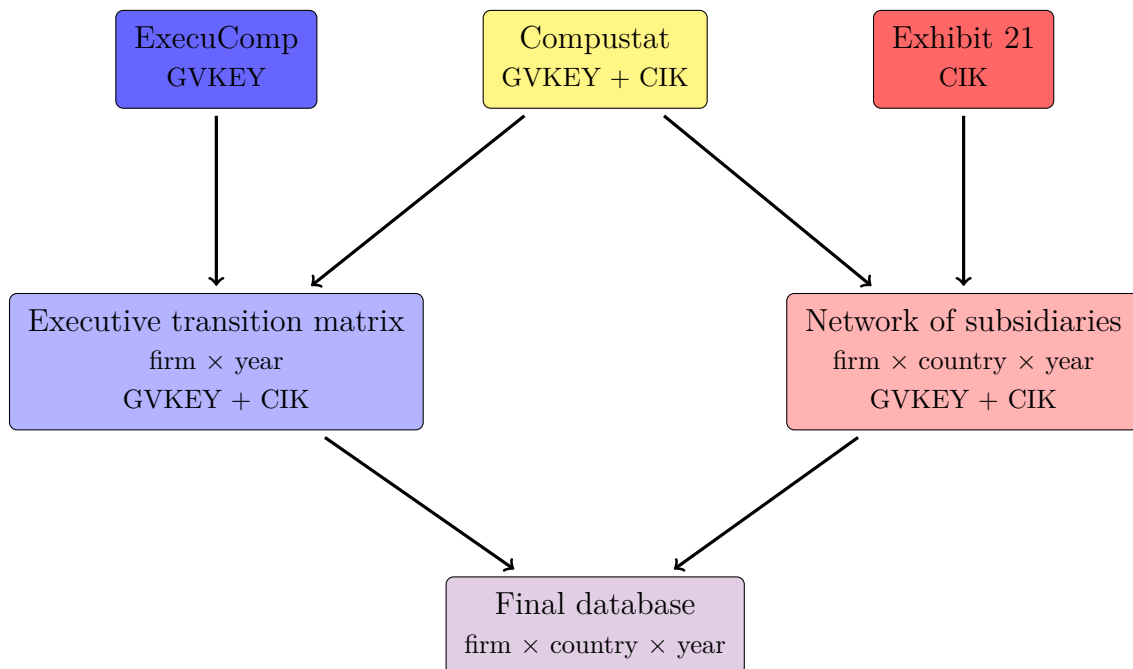 ExecuComp
GVKEY
Compustat
GVKEY + CIK
Exhibit 21
CIK
Executive transition matrix
firm × year
GVKEY + CIK
Network of subsidiaries
firm × country × year
GVKEY + CIK
Final database
firm × country × year